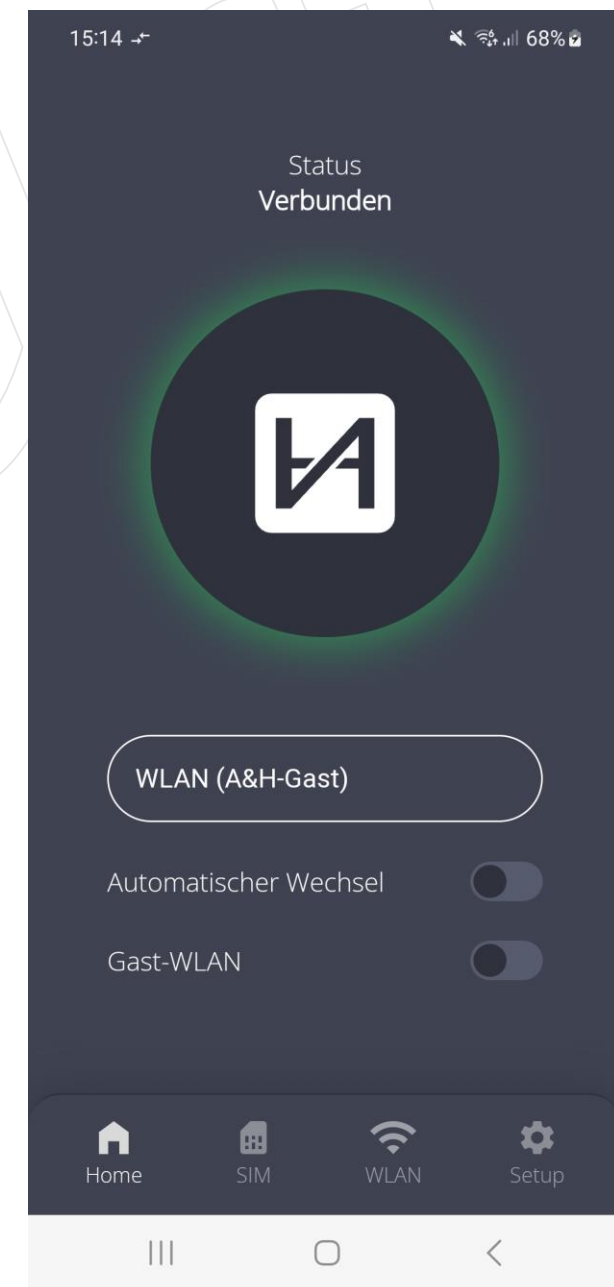 15:14
68%
Status
Verbunden
WLAN (A&H-Gast)
Automatischer Wechsel
Gast-WLAN
Home SIM WLAN Setup